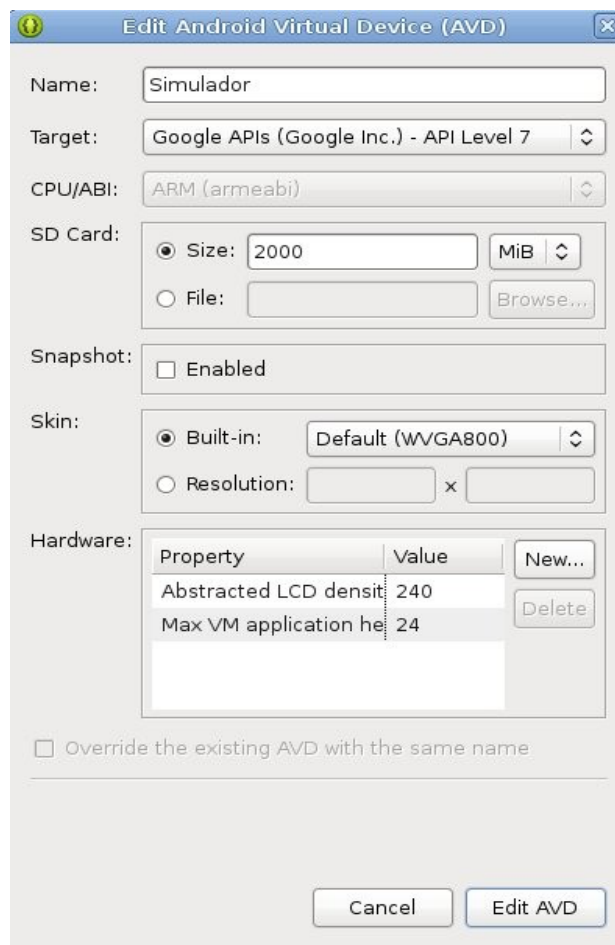 Edit Android Virtual Device (AVD)
Name: Simulador
Target: Google APIs (Google Inc.) - API Level 7
CPU/ABI: ARM (armeabi)
SD Card:
Size: 2000 MiB
File: Browse...
Snapshot:
Enabled
Skin:
Built-in: Default (WVGA800)
Resolution: x
Hardware:
Property Value New...
Abstracted LCD densit 240 Delete
Max VM application he 24
Override the existing AVD with the same name
Cancel Edit AVD